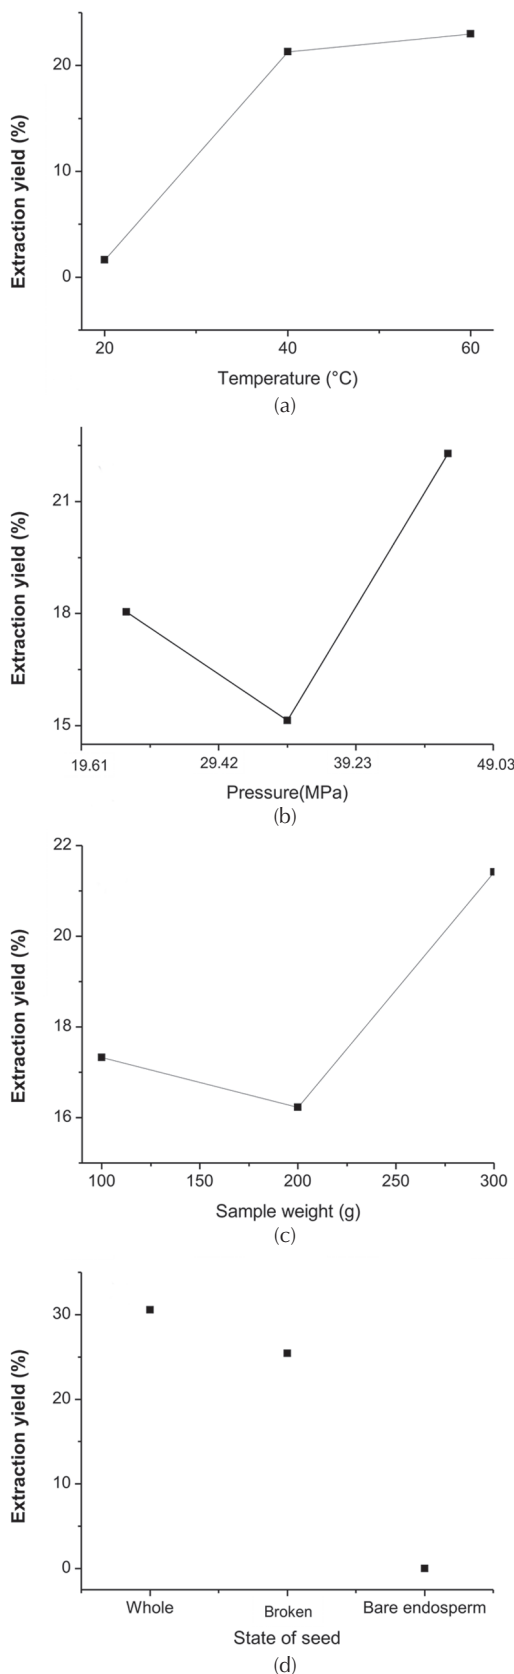 20
10
0
Extraction yield (%)
20 40 60
Temperature (°C)
(a)
21
18
15
Extraction yield (%)
19.61 29.42 39.23 49.03
Pressure(MPa)
(b)
22
20
18
16
Extraction yield (%)
100 150 200 250 300
Sample weight (g)
(c)
30
20
10
0
Extraction yield (%)
Whole Broken Bare endosperm
State of seed
(d)